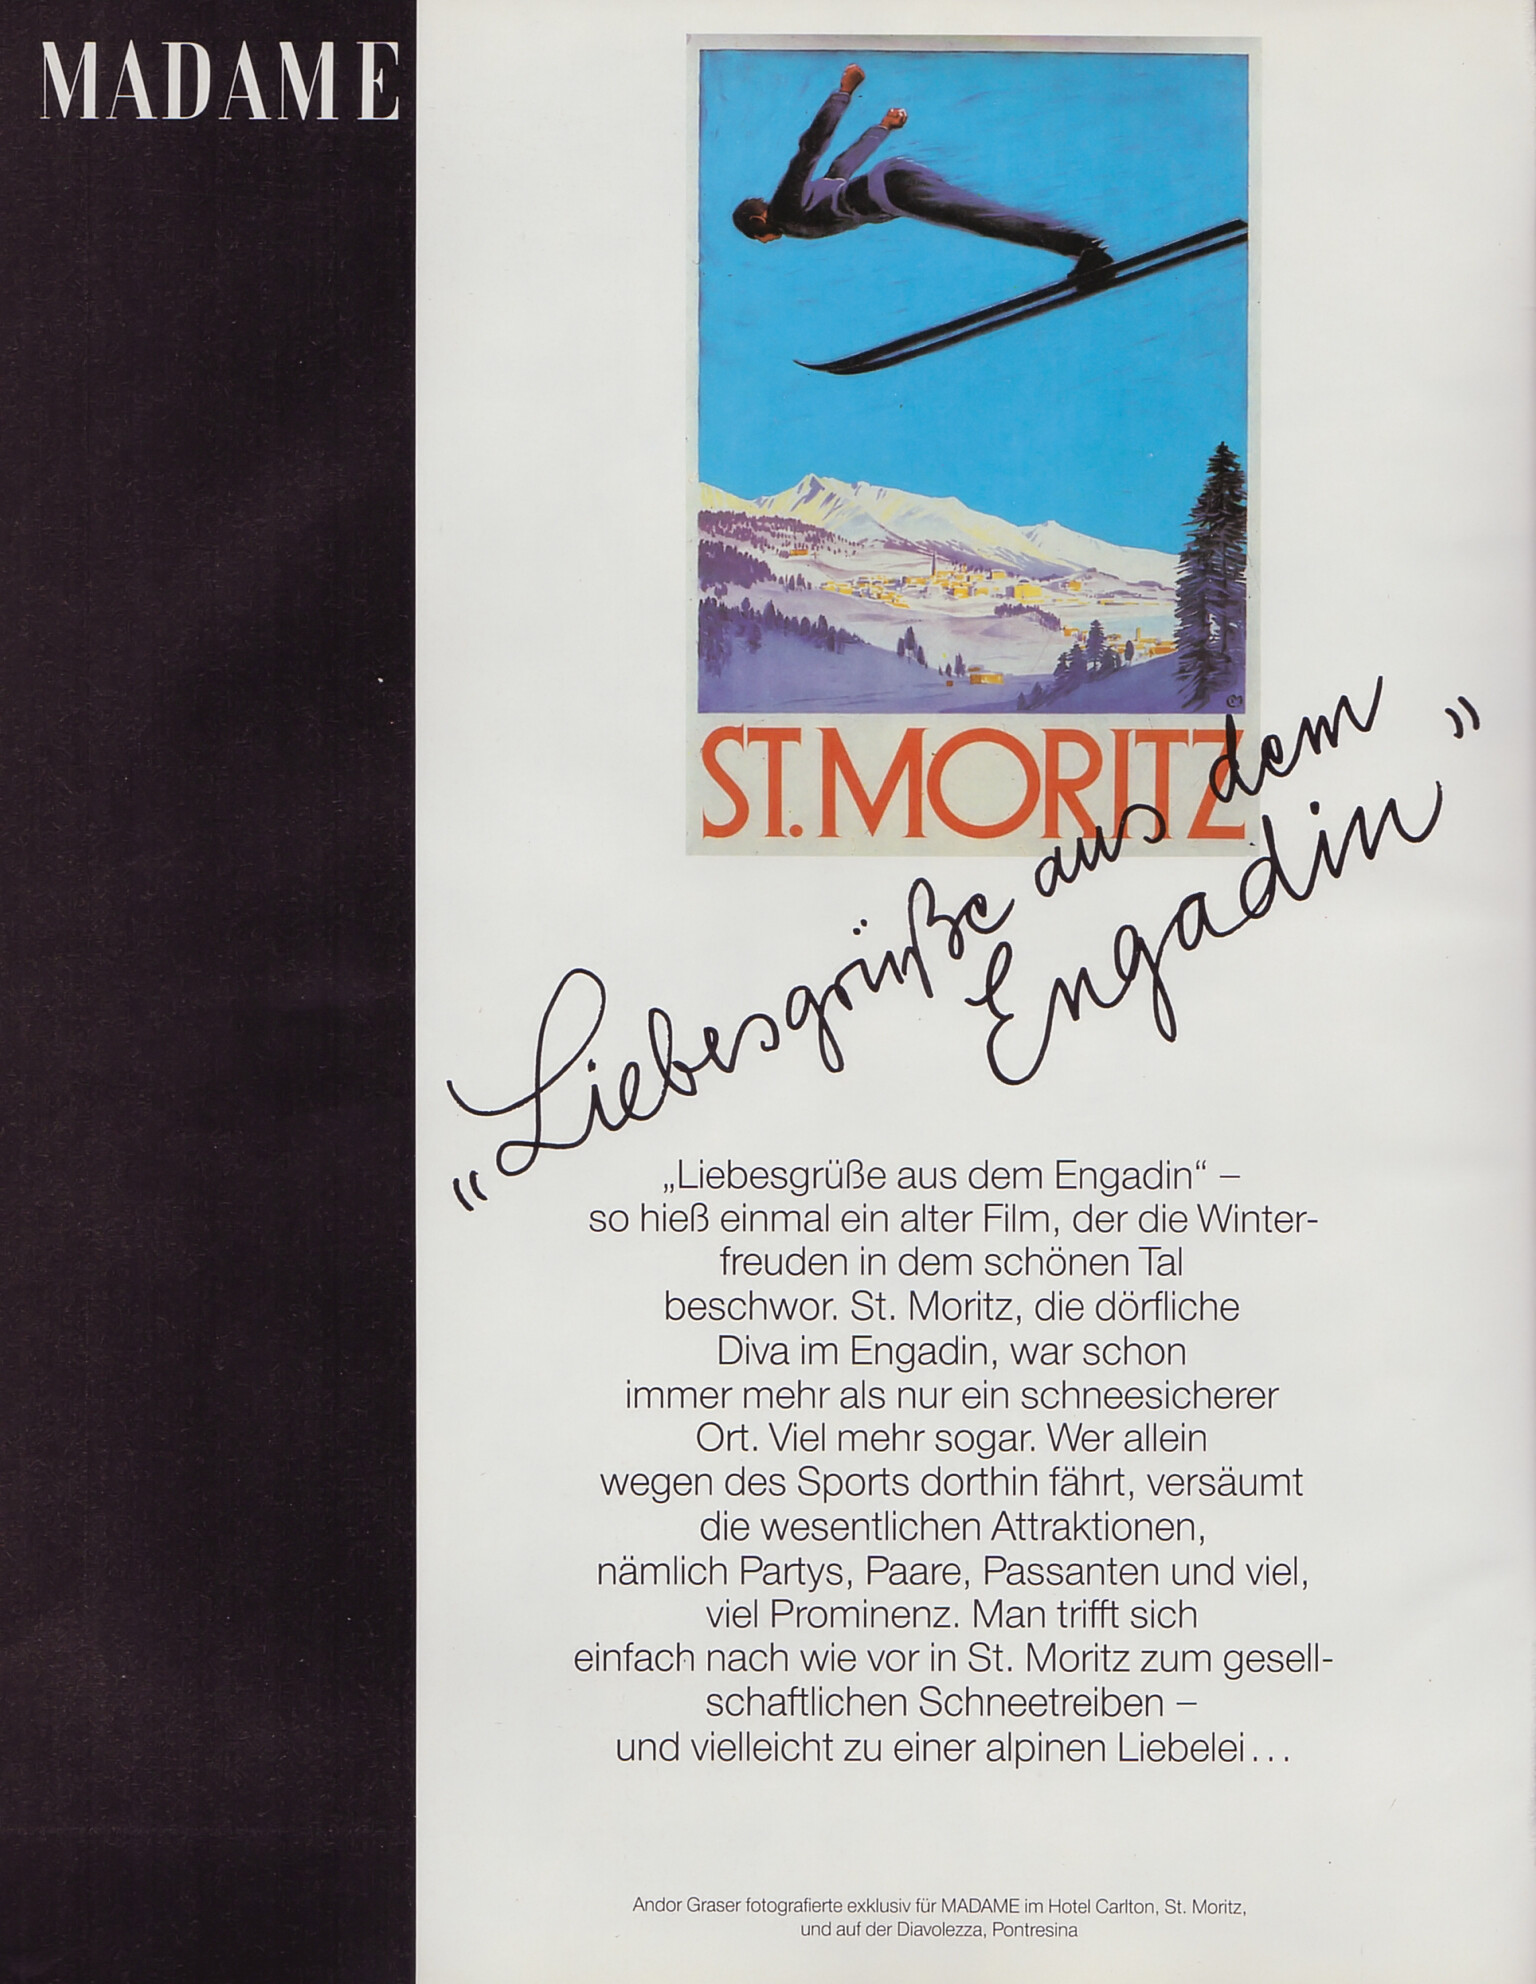 MADAME
ST. MORITZ
„Liebesgrüße aus dem
Engadin"
„Liebesgrüße aus dem Engadin“ –
so hieß einmal ein alter Film, der die Winter-
freuden in dem schönen Tal
beschwor. St. Moritz, die dörfliche
Diva im Engadin, war schon
immer mehr als nur ein schneesicherer
Ort. Viel mehr sogar. Wer allein
wegen des Sports dorthin fährt, versäumt
die wesentlichen Attraktionen,
nämlich Partys, Paare, Passanten und viel,
viel Prominenz. Man trifft sich
einfach nach wie vor in St. Moritz zum gesell-
schaftlichen Schneetreiben –
und vielleicht zu einer alpinen Liebelei...
Andor Graser fotografierte exklusiv für MADAME im Hotel Carlton, St. Moritz,
und auf der Diavolezza, Pontresina